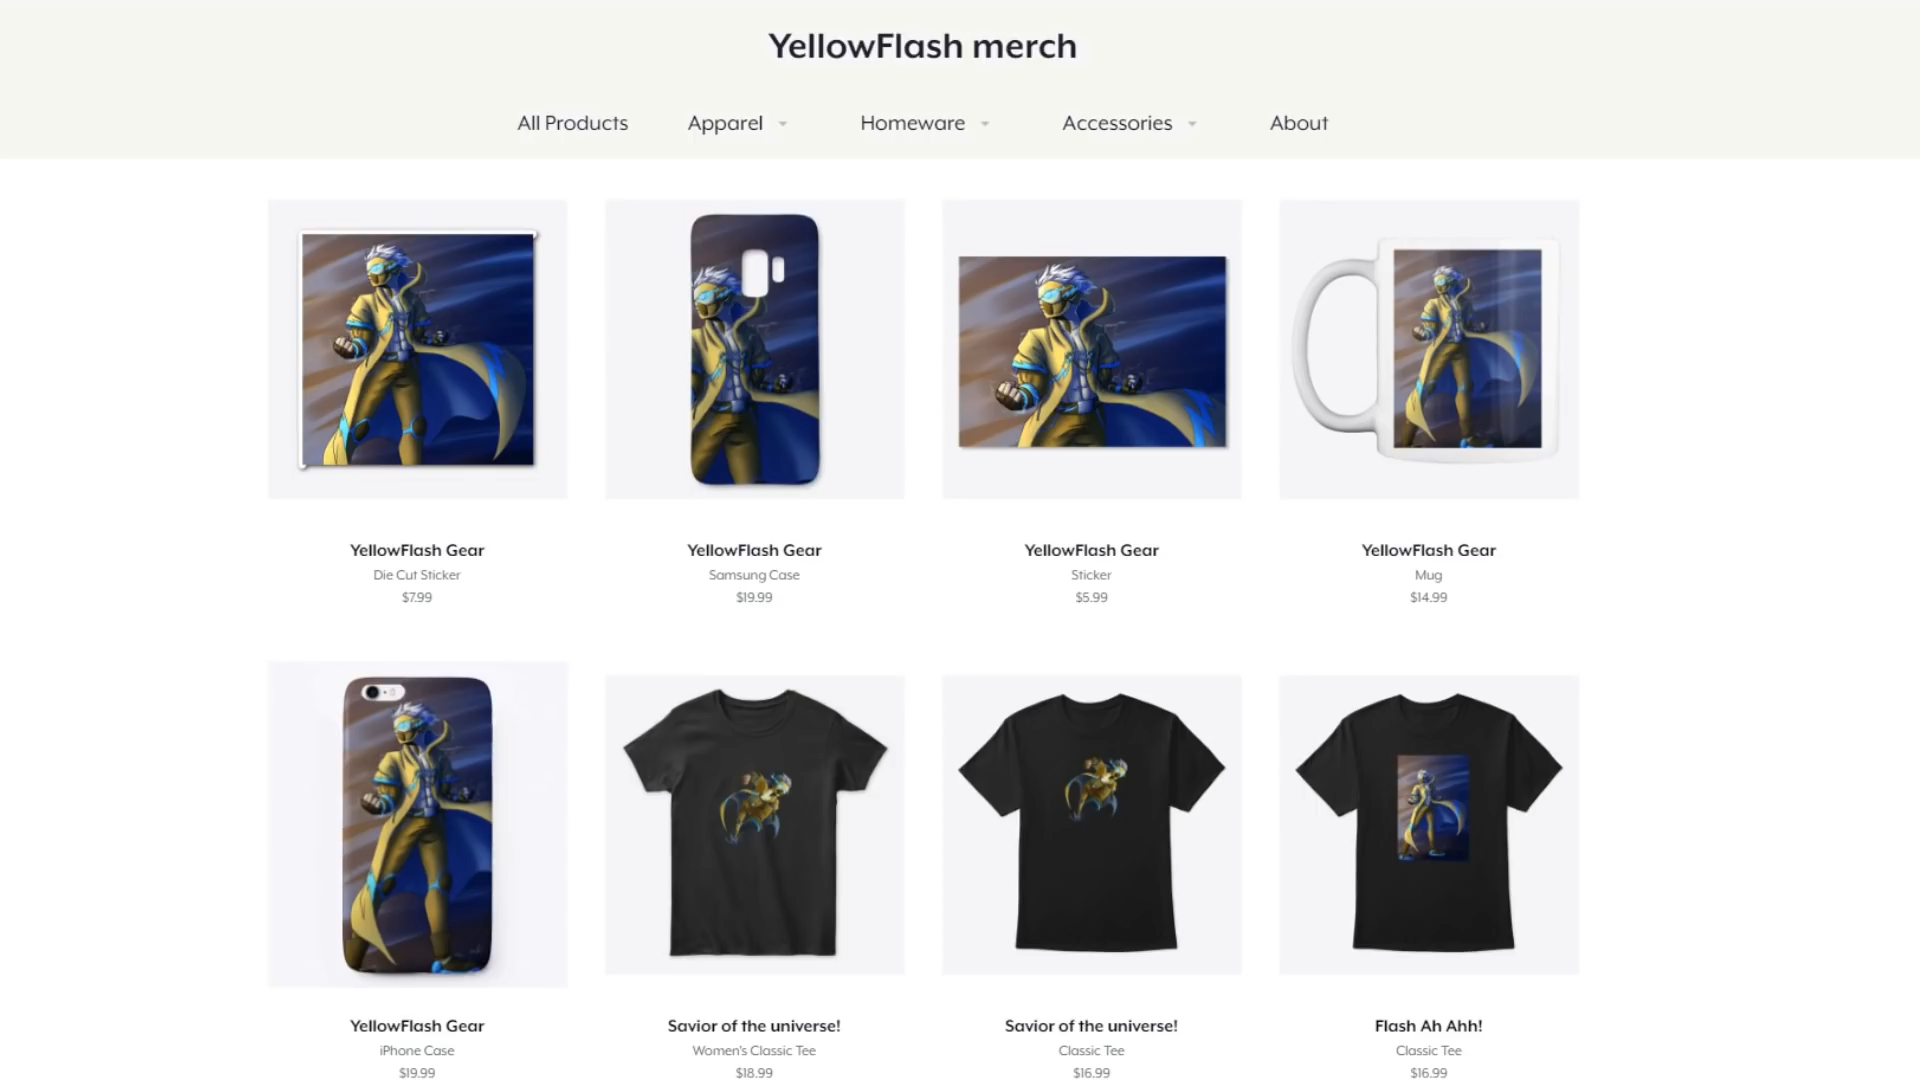 YellowFlash merch
All Products Apparel Homeware Accessories About
YellowFlash Gear
Die Cut Sticker
$7.99
YellowFlash Gear
Samsung Case
$19.99
YellowFlash Gear
Sticker
$5.99
YellowFlash Gear
Mug
$14.99
YellowFlash Gear
iPhone Case
$19.99
Savior of the universe!
Women's Classic Tee
$18.99
Savior of the universe!
Classic Tee
$16.99
Flash Ah Ahh!
Classic Tee
$16.99